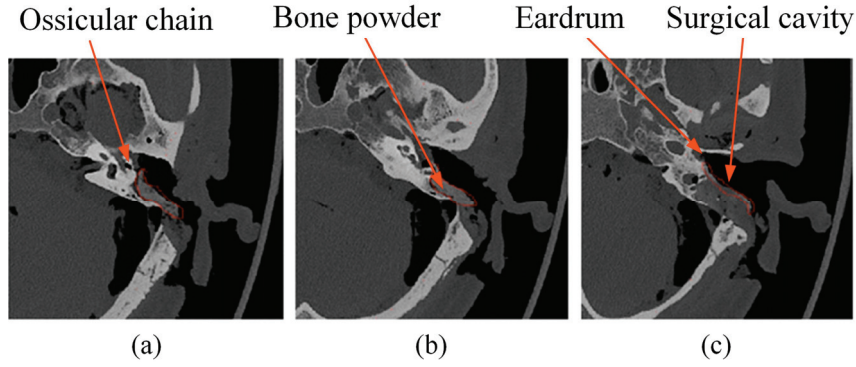 Ossicular chain
Bone powder
Eardrum
Surgical cavity
(a)
(b)
(c)